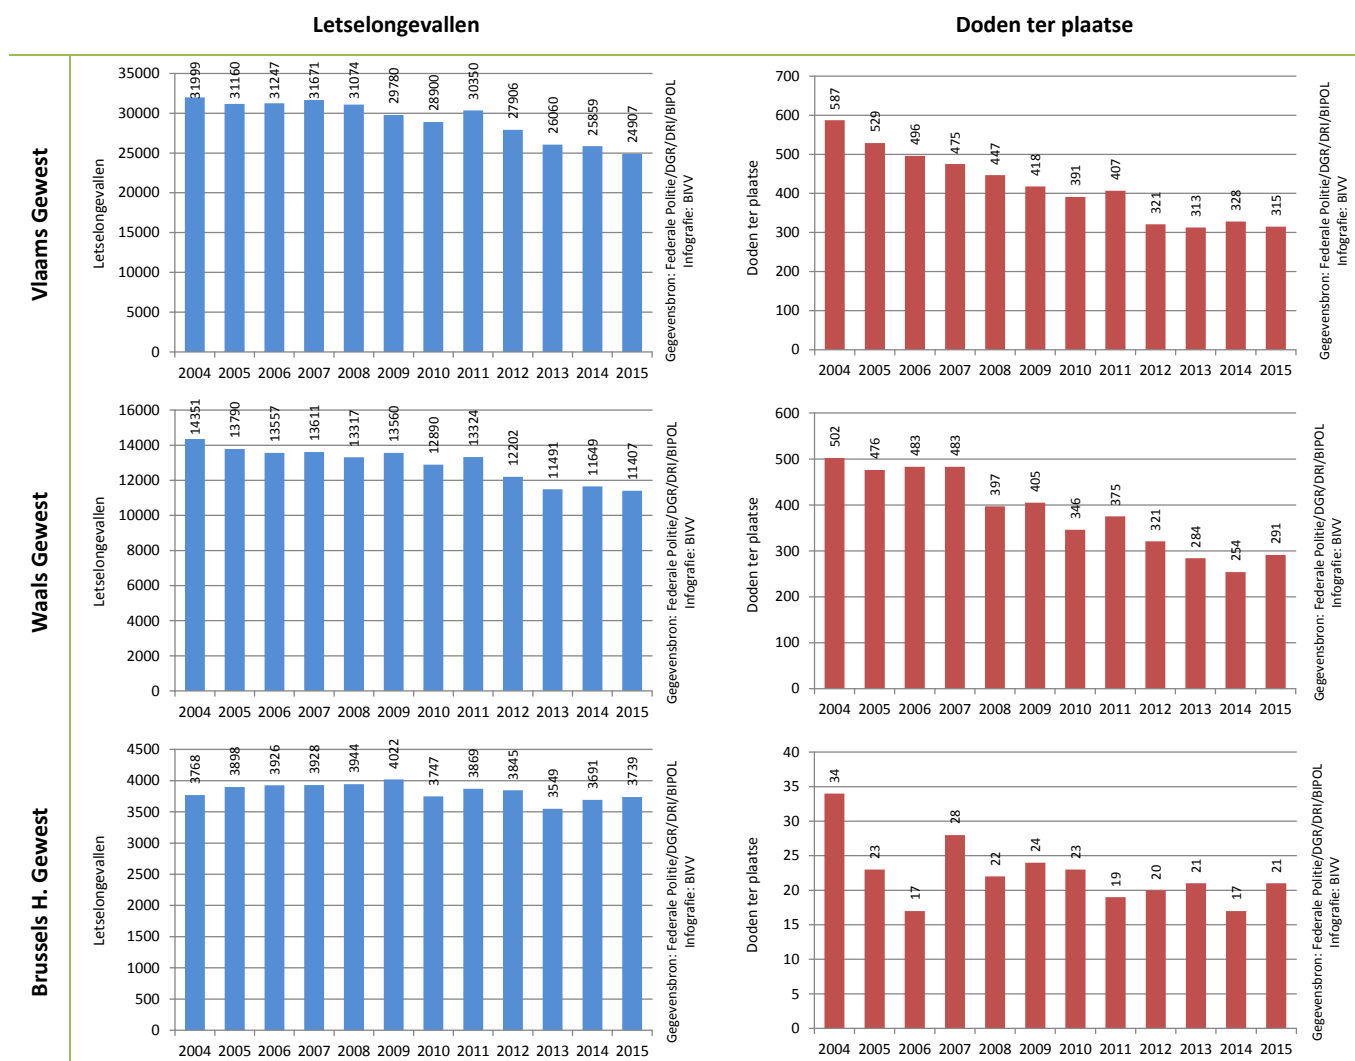 Letselongevallen
Doden ter plaatse
Vlaams Gewest
Letselongevallen
35000
30000
25000
20000
15000
10000
5000
0
31999 31160 31247 31671 31074 29780 28900 30350 27906 26060 25859 24907
2004 2005 2006 2007 2008 2009 2010 2011 2012 2013 2014 2015
Gegevensbron: Federale Politie/DGR/DRI/BIPOL
Infografie: BIVV
Doden ter plaatse
700
600
500
400
300
200
100
0
587 529 496 475 447 418 391 407 321 313 328 315
2004 2005 2006 2007 2008 2009 2010 2011 2012 2013 2014 2015
Gegevensbron: Federale Politie/DGR/DRI/BIPOL
Infografie: BIVV
Waals Gewest
Letselongevallen
16000
14000
12000
10000
8000
6000
4000
2000
0
14351 13790 13557 13611 13317 13560 12890 13324 12202 11491 11649 11407
2004 2005 2006 2007 2008 2009 2010 2011 2012 2013 2014 2015
Gegevensbron: Federale Politie/DGR/DRI/BIPOL
Infografie: BIVV
Doden ter plaatse
600
500
400
300
200
100
0
502 476 483 483 397 405 346 375 321 284 254 291
2004 2005 2006 2007 2008 2009 2010 2011 2012 2013 2014 2015
Gegevensbron: Federale Politie/DGR/DRI/BIPOL
Infografie: BIVV
Brussels H. Gewest
Letselongevallen
4500
4000
3500
3000
2500
2000
1500
1000
500
0
3768 3898 3926 3928 3944 4022 3747 3869 3845 3549 3691 3739
2004 2005 2006 2007 2008 2009 2010 2011 2012 2013 2014 2015
Gegevensbron: Federale Politie/DGR/DRI/BIPOL
Infografie: BIVV
Doden ter plaatse
40
35
30
25
20
15
10
5
0
34 23 17 28 22 24 23 19 20 21 17 21
2004 2005 2006 2007 2008 2009 2010 2011 2012 2013 2014 2015
Gegevensbron: Federale Politie/DGR/DRI/BIPOL
Infografie: BIVV